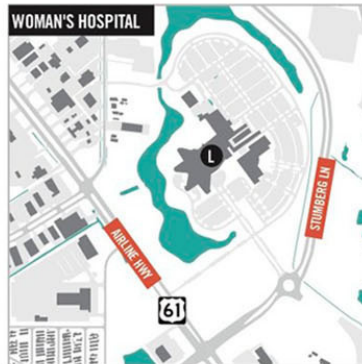 WOMAN'S HOSPITAL
L
STUMBERG LN
AIRLINE HWY
61